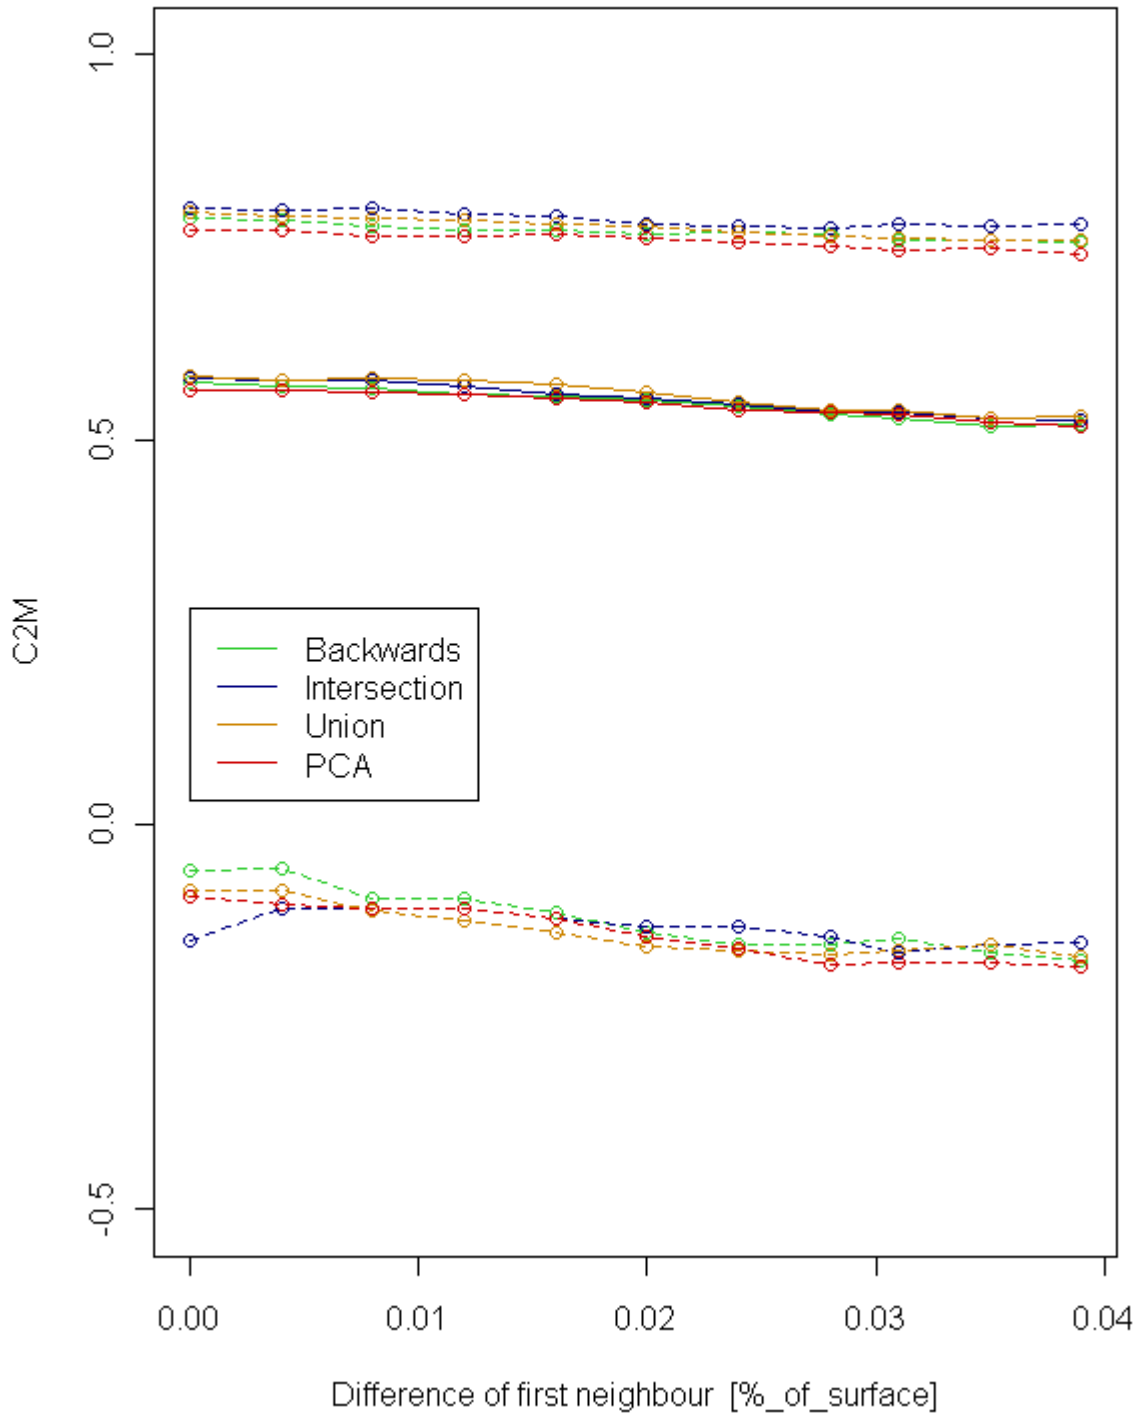 1.0
0.5
0.0
-0.5
C2M
Backwards
Intersection
Union
PCA
0.00
0.01
0.02
0.03
0.04
Difference of first neighbour [%_of_surface]